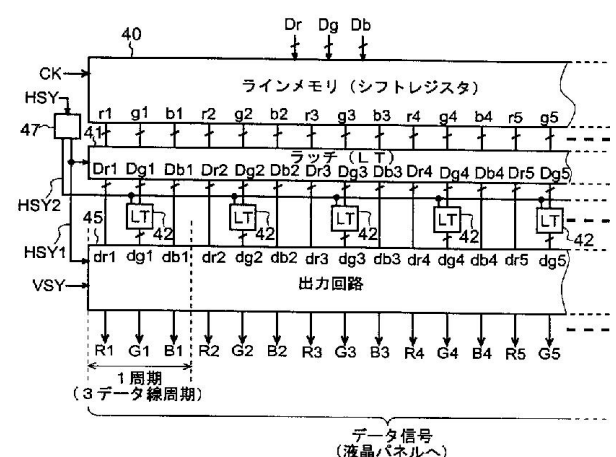 40
Dr Dg Db
CK
ラインメモリ(シフトレジスタ)
HSY
r1 g1 b1 r2 g2 b2 r3 g3 b3 r4 g4 b4 r5 g5
47
41
ラッチ(LT)
Dr1 Dg1 Db1 Dr2 Dg2 Db2 Dr3 Dg3 Db3 Dr4 Dg4 Db4 Dr5 Dg5
HSY2
LT LT LT LT LT
45 42 42 42 42 42
HSY1
dr1 dg1 db1 dr2 dg2 db2 dr3 dg3 db3 dr4 dg4 db4 dr5 dg5
VSY
出力回路
R1 G1 B1 R2 G2 B2 R3 G3 B3 R4 G4 B4 R5 G5
1周期
(3データ線周期)
データ信号
(液晶パネルへ)